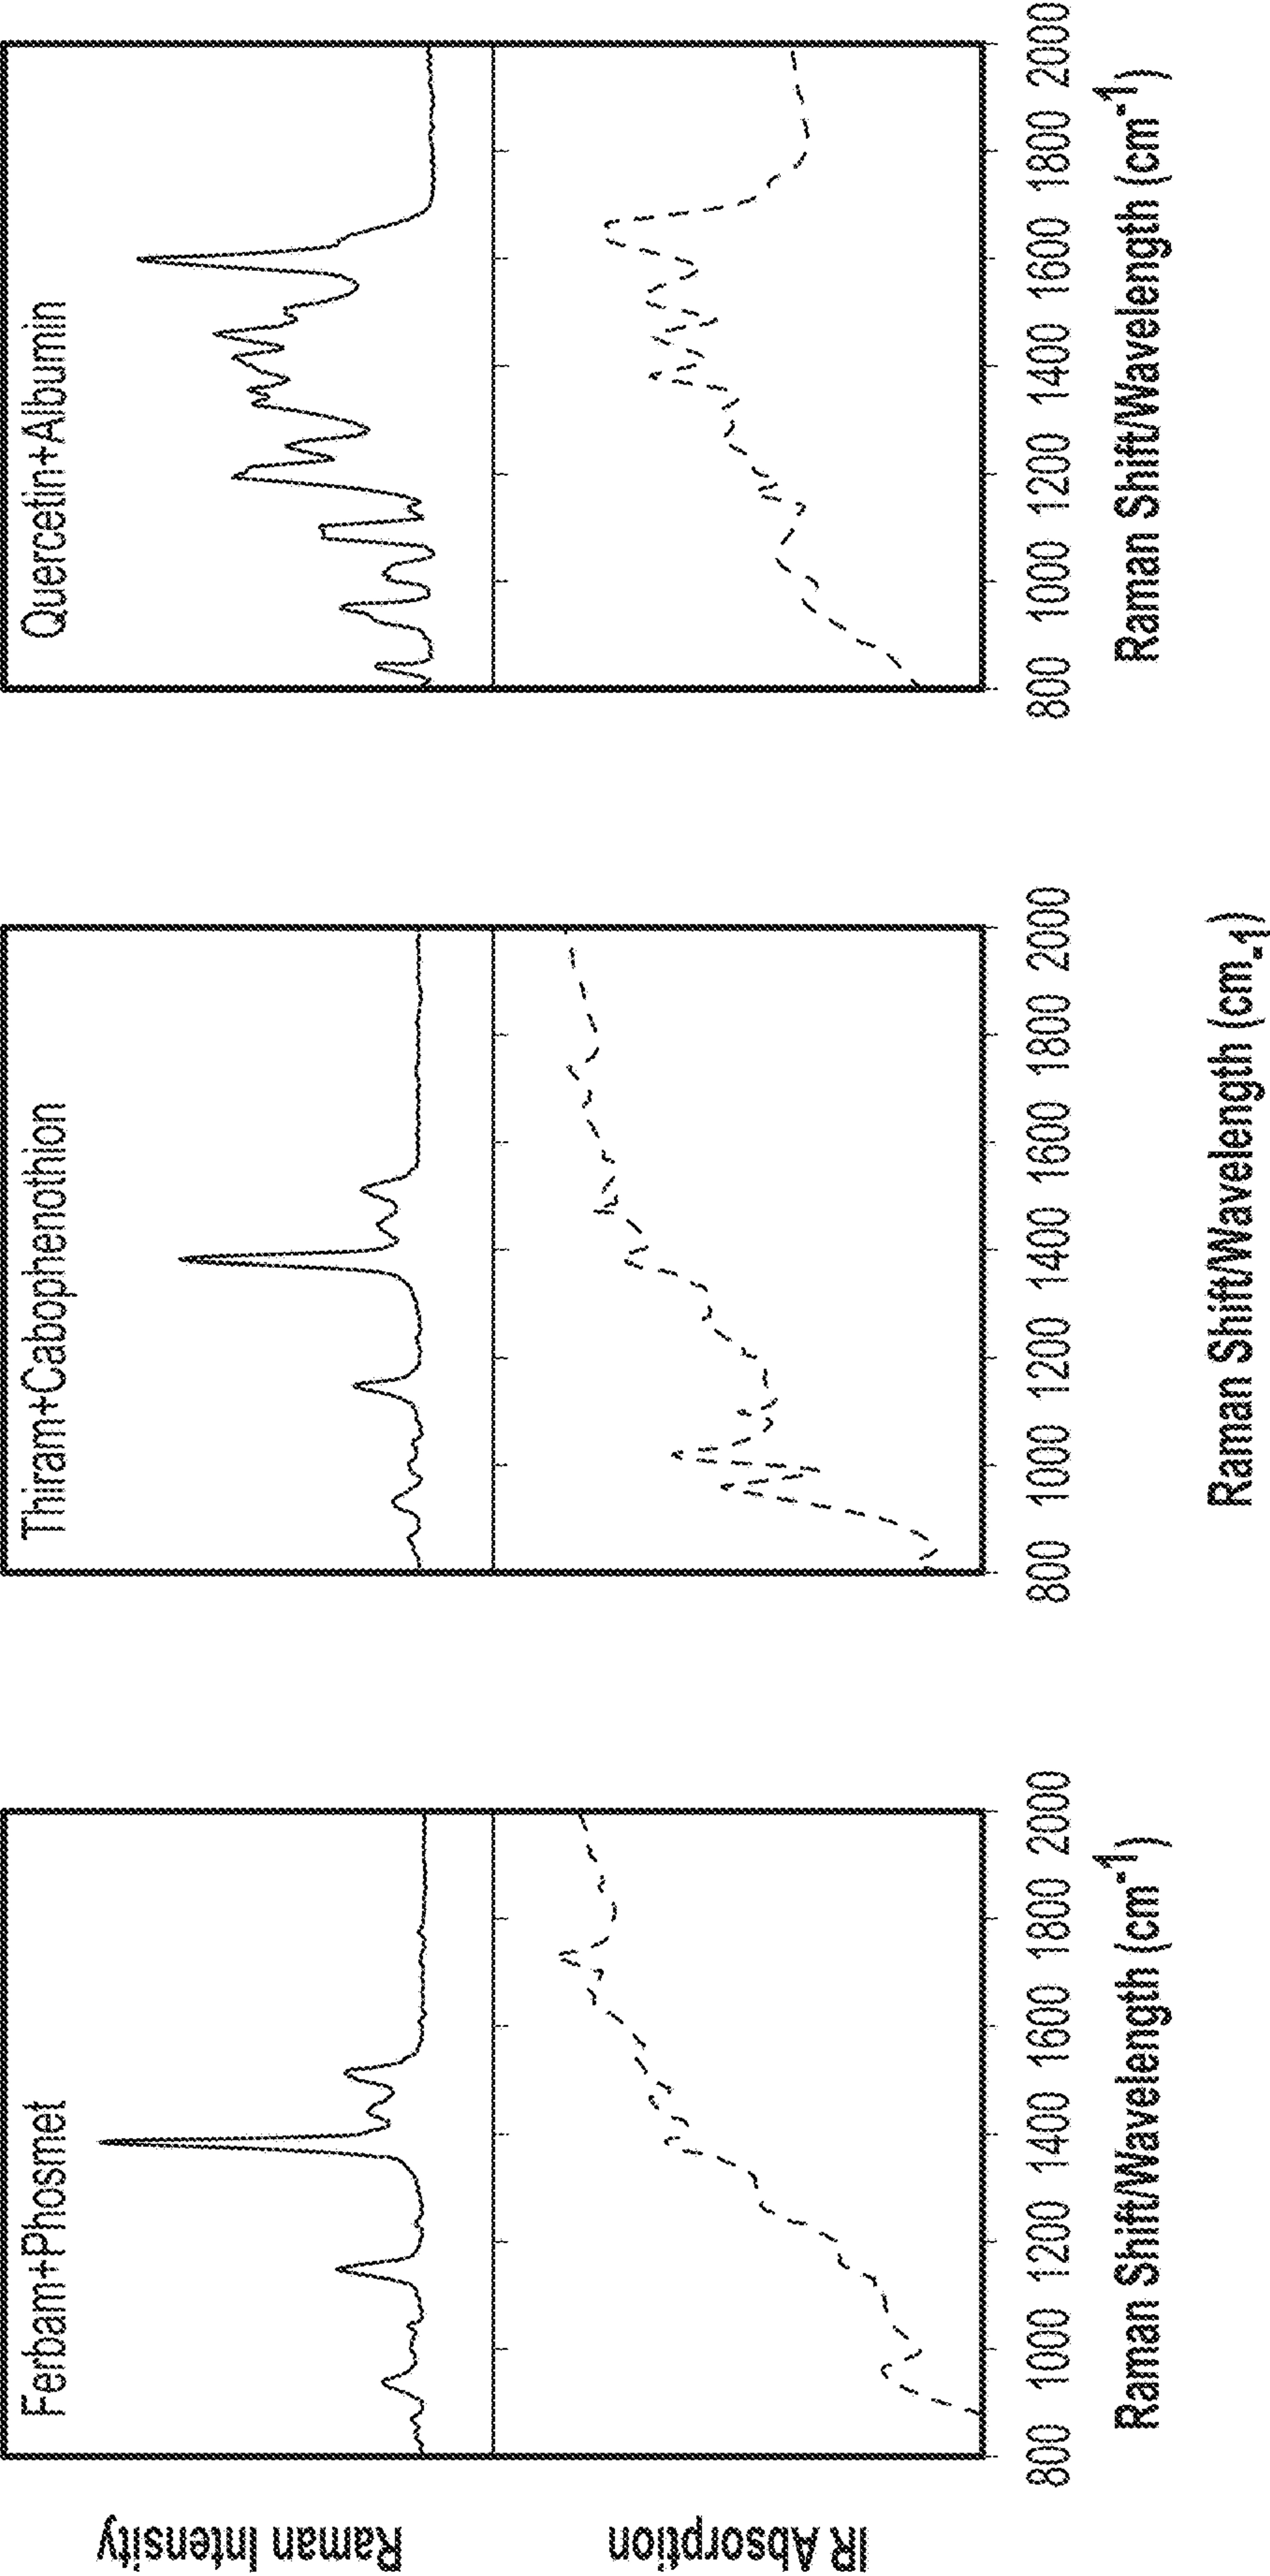 Raman Intensity
IR Absorption
Ferbam+Phosmet
800 1000 1200 1400 1600 1800 2000
Raman Shift/Wavelength (cm-1)
Thiram+Cabophenothion
800 1000 1200 1400 1600 1800 2000
Raman Shift/Wavelength (cm-1)
Quercetin+Albumin
800 1000 1200 1400 1600 1800 2000
Raman Shift/Wavelength (cm-1)